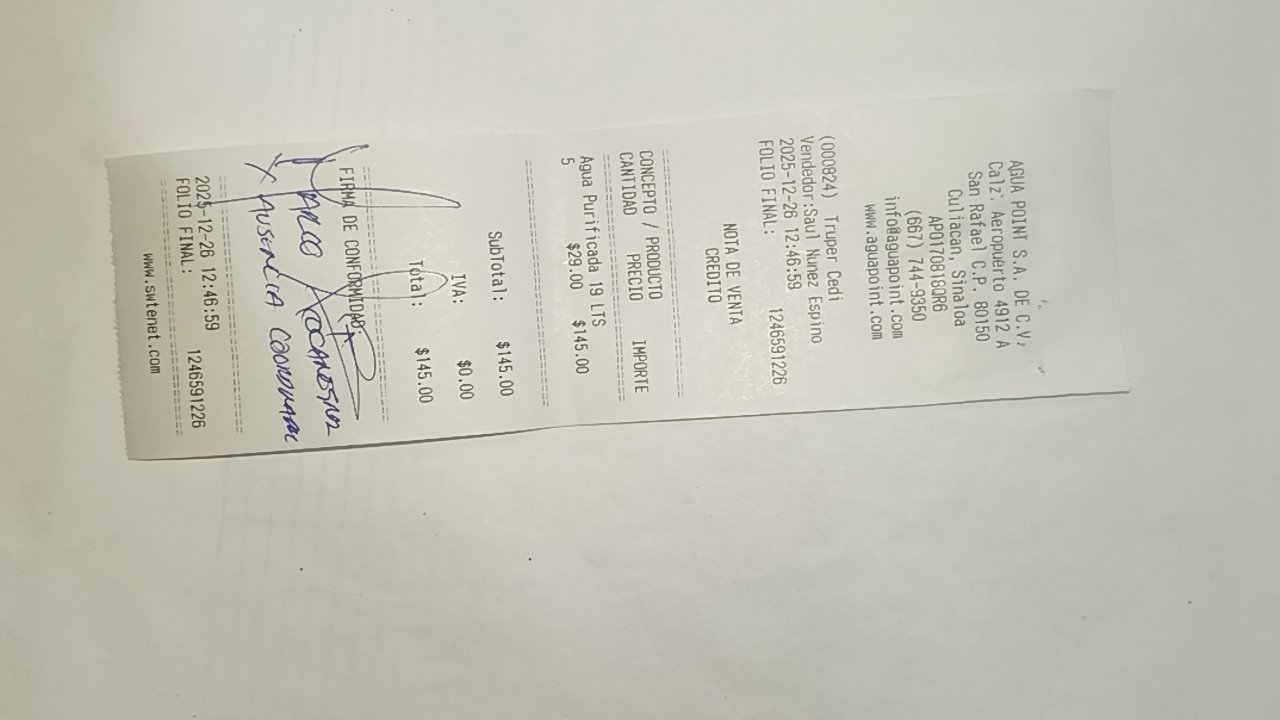 AGUA POINT S.A. DE C.V.
Calz. Aeropuerto 4912 A
San Rafael C.P. 80150
Culiacan, Sinaloa
APO170818QR6
(667) 744-9350
info@aguapoint.com
www.aguapoint.com
(000824) Truper Cedi
Vendedor:Saul Nunez Espino
2025-12-26 12:46:59
FOLIO FINAL: 1246591226
NOTA DE VENTA
CREDITO
CONCEPTO / PRODUCTO
CANTIDAD PRECIO IMPORTE
Agua Purificada 19 LTS
5 $29.00 $145.00
SubTotal: $145.00
IVA: $0.00
Total: $145.00
FIRMA DE CONFORMIDAD
MARCO
X AUSENCIA
2025-12-26 12:46:59
FOLIO FINAL: 1246591226
www.swtenet.com